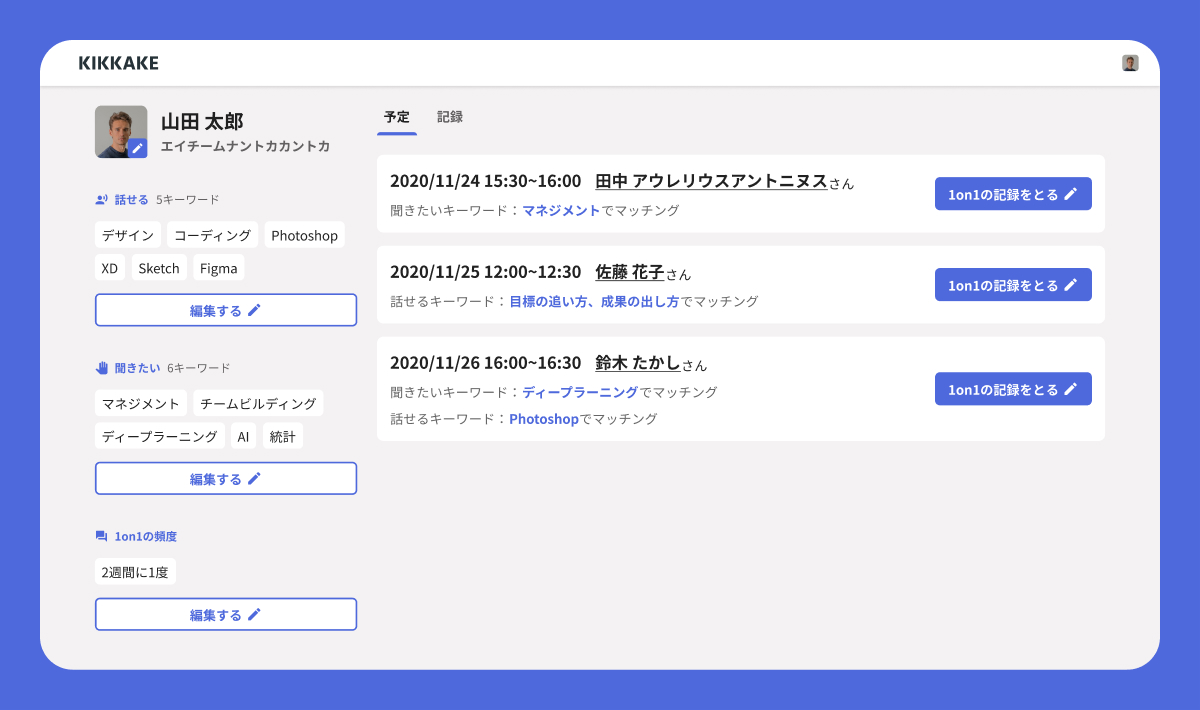 KIKKAKE
山田 太郎
エイチームナントカカントカ
話せる 5キーワード
デザイン コーディング Photoshop
XD Sketch Figma
編集する
聞きたい 6キーワード
マネジメント チームビルディング
ディープラーニング AI 統計
編集する
1on1の頻度
2週間に1度
編集する
予定 記録
2020/11/24 15:30~16:00 田中 アウレリウスアントニヌスさん
聞きたいキーワード：マネジメントでマッチング
1on1の記録をとる
2020/11/25 12:00~12:30 佐藤 花子さん
話せるキーワード：目標の追い方、成果の出し方でマッチング
1on1の記録をとる
2020/11/26 16:00~16:30 鈴木 たかしさん
聞きたいキーワード：ディープラーニングでマッチング
話せるキーワード：Photoshopでマッチング
1on1の記録をとる